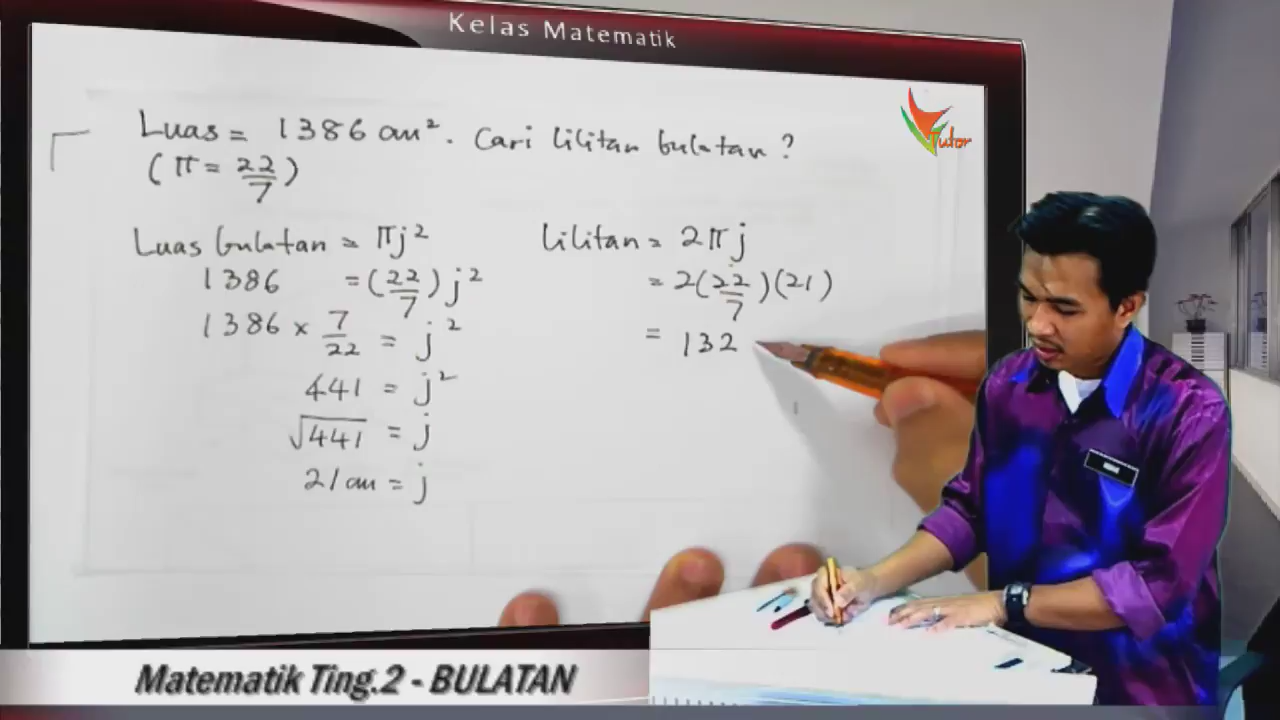 Kelas Matematik
Tutor
Luas = 1386 cm². Cari lilitan bulatan?
(π = 22/7)
Luas bulatan = πj²
1386 = (22/7) j²
1386 × 7/22 = j²
441 = j²
√441 = j
21 cm = j
Lilitan = 2πj
= 2(22/7)(21)
= 132
Matematik Ting.2 - BULATAN